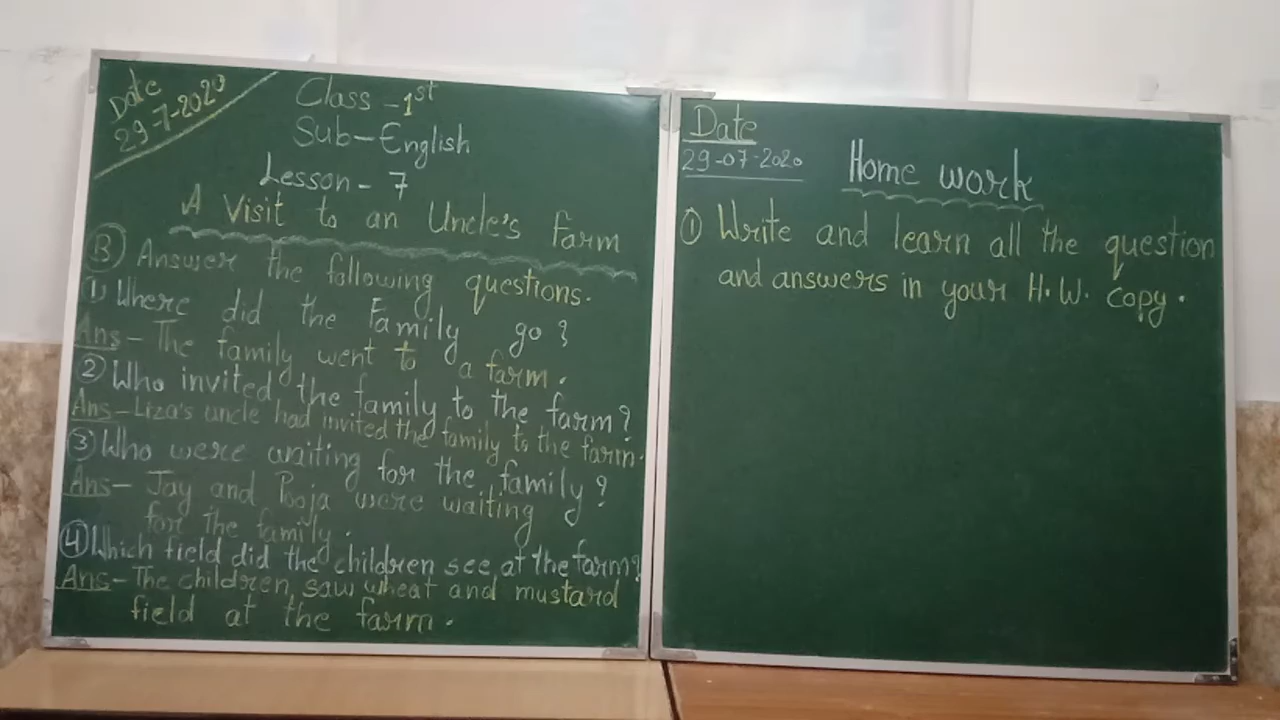 Date
29-7-2020
Class - 1st
Sub - English
Lesson - 7
A Visit to an Uncle's farm
(B) Answer the following questions.
(1) Where did the Family go?
Ans - The family went to a farm.
(2) Who invited the family to the farm?
Ans - Liza's uncle had invited the family to the farm.
(3) Who were waiting for the family?
Ans - Jay and Pooja were waiting
for the family.
(4) Which field did the children see at the farm?
Ans - The children saw wheat and mustard
field at the farm.
Date
29-07-2020
Home work
(1) Write and learn all the question
and answers in your H.W. copy.